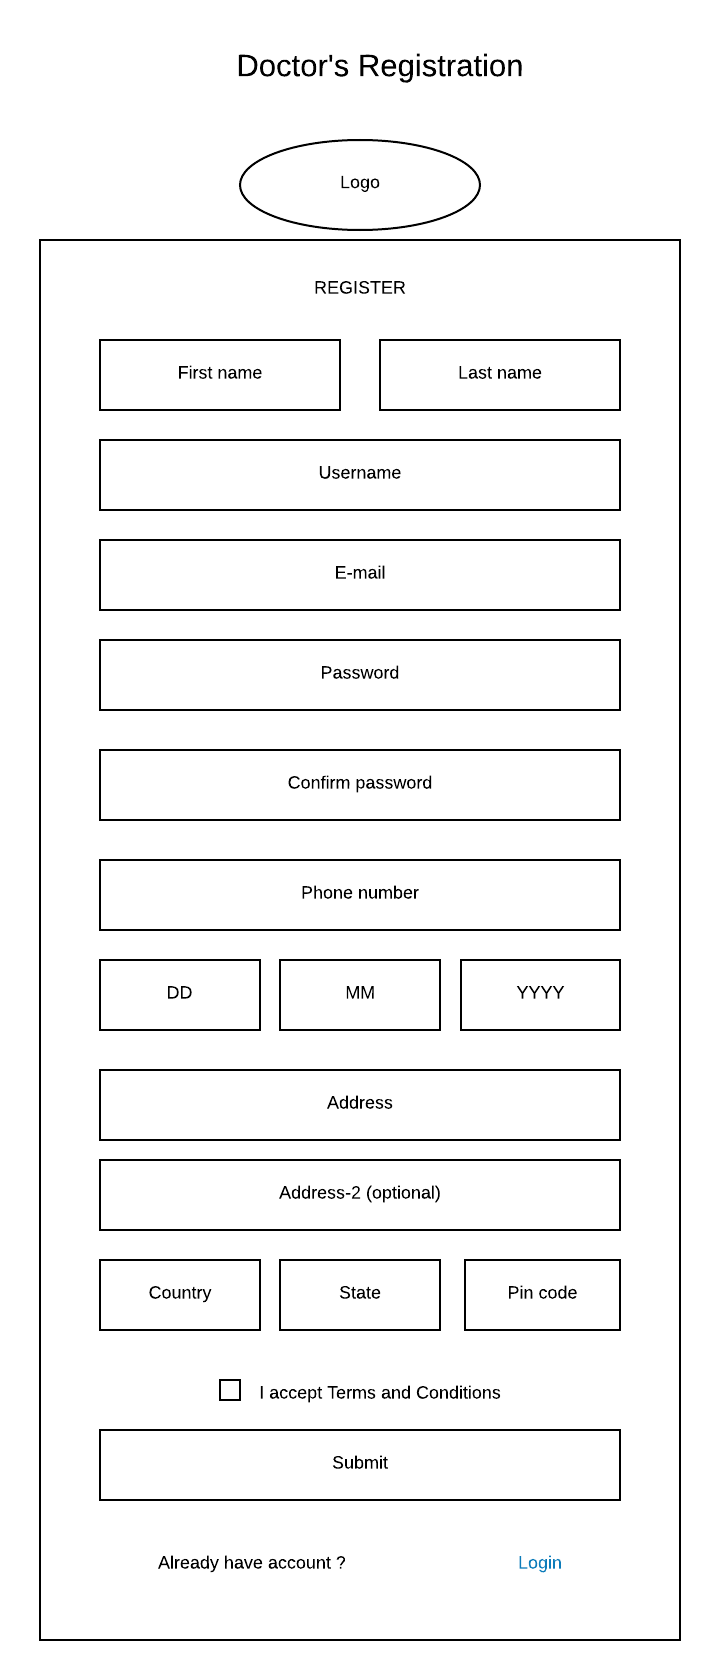 Doctor's Registration
Logo
REGISTER
First name
Last name
Username
E-mail
Password
Confirm password
Phone number
DD
MM
YYYY
Address
Address-2 (optional)
Country
State
Pin code
I accept Terms and Conditions
Submit
Already have account ?
Login